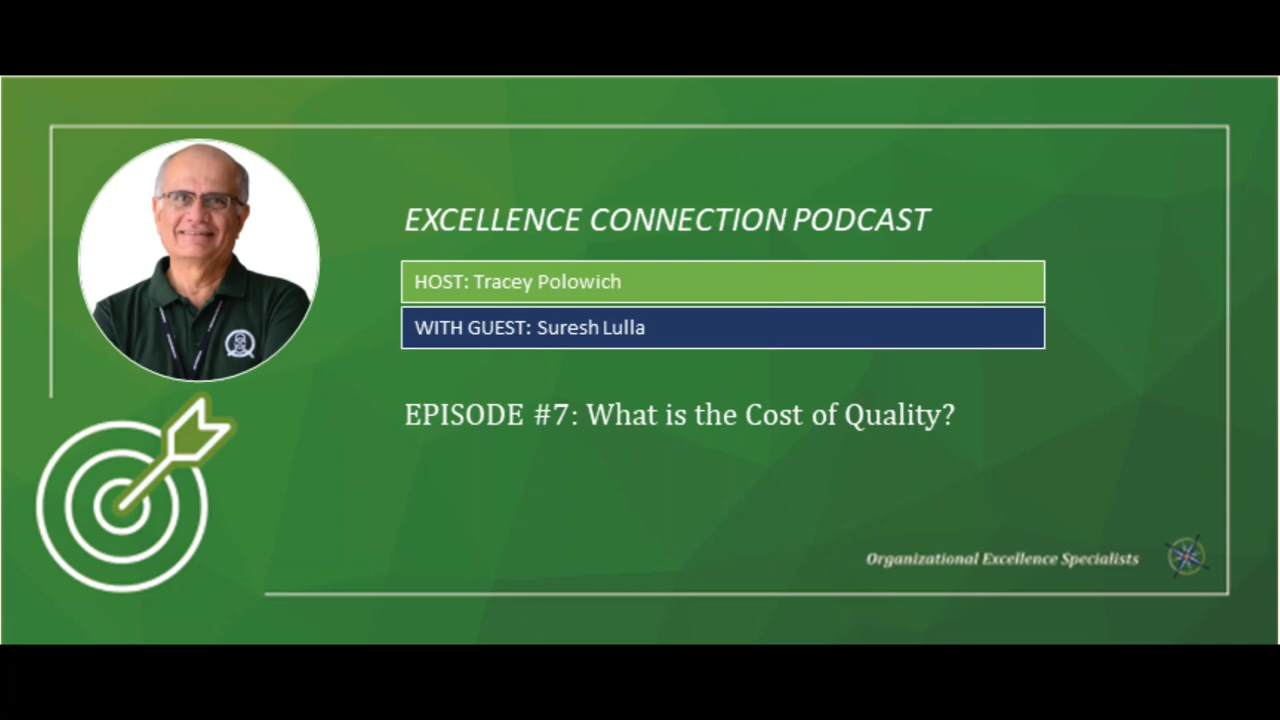 EXCELLENCE CONNECTION PODCAST
HOST: Tracey Polowich
WITH GUEST: Suresh Lulla
EPISODE #7: What is the Cost of Quality?
Organizational Excellence Specialists